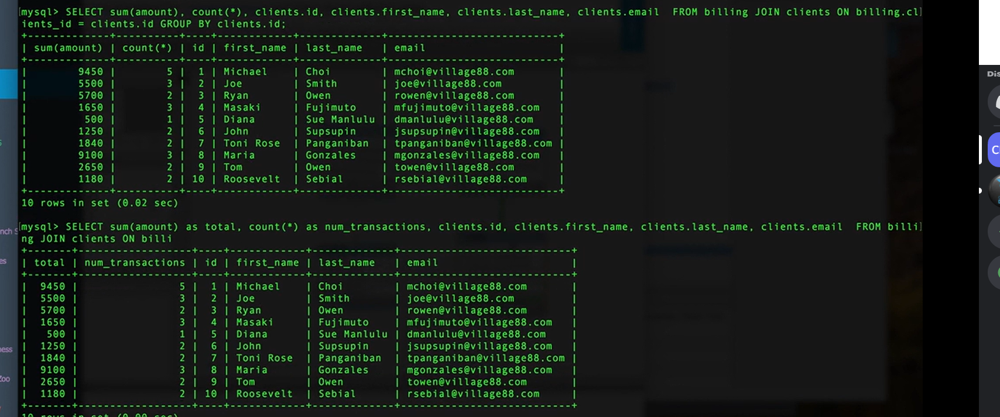 [mysql> SELECT sum(amount), count(*), clients.id, clients.first_name, clients.last_name, clients.email  FROM billing JOIN clients ON billing.cl]
ients_id = clients.id GROUP BY clients.id;
+-------------+----------+----+------------+-------------+---------------------------+
| sum(amount) | count(*) | id | first_name | last_name   | email                     |
+-------------+----------+----+------------+-------------+---------------------------+
|        9450 |        5 |  1 | Michael    | Choi        | mchoi@village88.com       |
|        5500 |        3 |  2 | Joe        | Smith       | joe@village88.com         |
|        5700 |        2 |  3 | Ryan       | Owen        | rowen@village88.com       |
|        1650 |        3 |  4 | Masaki     | Fujimuto    | mfujimuto@village88.com   |
|         500 |        1 |  5 | Diana      | Sue Manlulu | dmanlulu@village88.com    |
|        1250 |        2 |  6 | John       | Supsupin    | jsupsupin@village88.com   |
|        1840 |        2 |  7 | Toni Rose  | Panganiban  | tpanganiban@village88.com |
|        9100 |        3 |  8 | Maria      | Gonzales    | mgonzales@village88.com   |
|        2650 |        2 |  9 | Tom        | Owen        | towen@village88.com       |
|        1180 |        2 | 10 | Roosevelt  | Sebial      | rsebial@village88.com     |
+-------------+----------+----+------------+-------------+---------------------------+
10 rows in set (0.02 sec)
[mysql> SELECT sum(amount) as total, count(*) as num_transactions, clients.id, clients.first_name, clients.last_name, clients.email  FROM billi]
ng JOIN clients ON billi
+-------+------------------+----+------------+-------------+---------------------------+
| total | num_transactions | id | first_name | last_name   | email                     |
+-------+------------------+----+------------+-------------+---------------------------+
|  9450 |                5 |  1 | Michael    | Choi        | mchoi@village88.com       |
|  5500 |                3 |  2 | Joe        | Smith       | joe@village88.com         |
|  5700 |                2 |  3 | Ryan       | Owen        | rowen@village88.com       |
|  1650 |                3 |  4 | Masaki     | Fujimuto    | mfujimuto@village88.com   |
|   500 |                1 |  5 | Diana      | Sue Manlulu | dmanlulu@village88.com    |
|  1250 |                2 |  6 | John       | Supsupin    | jsupsupin@village88.com   |
|  1840 |                2 |  7 | Toni Rose  | Panganiban  | tpanganiban@village88.com |
|  9100 |                3 |  8 | Maria      | Gonzales    | mgonzales@village88.com   |
|  2650 |                2 |  9 | Tom        | Owen        | towen@village88.com       |
|  1180 |                2 | 10 | Roosevelt  | Sebial      | rsebial@village88.com     |
+-------+------------------+----+------------+-------------+---------------------------+
10 rows in set (0.00 sec)